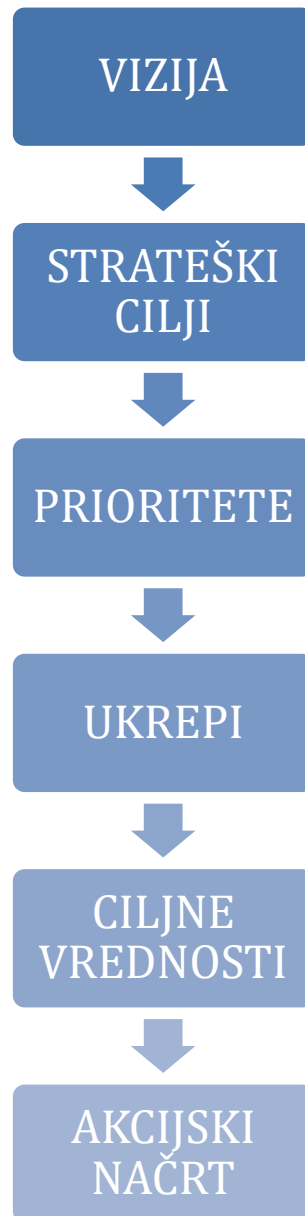 VIZIJA
STRATEŠKI
CILJI
PRIORITETE
UKREPI
CILJNE
VREDNOSTI
AKCIJSKI
NAČRT